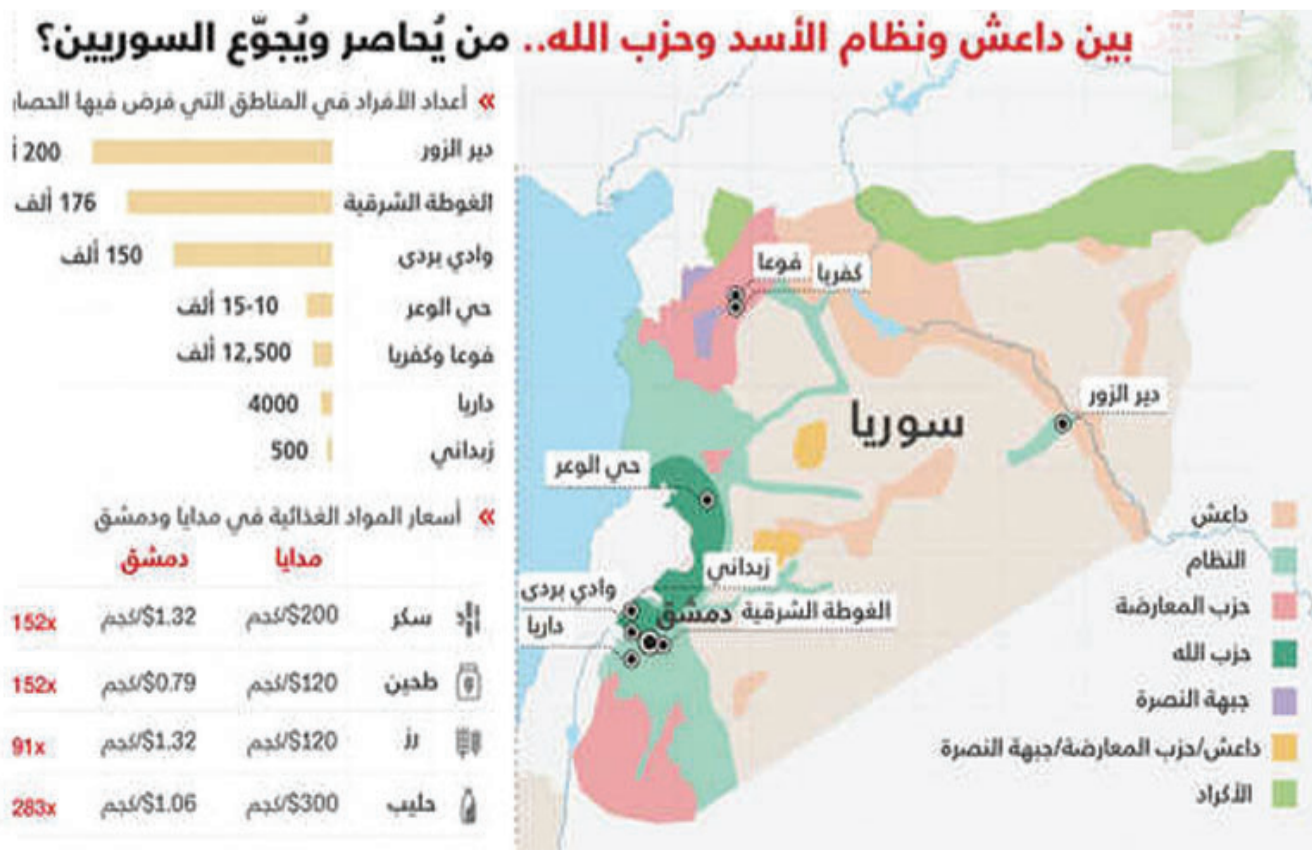 بين داعش ونظام الأسد وحزب الله.. من يُحاصر ويُجوّع السوريين؟
» أعداد الأفراد في المناطق التي فرض فيها
دير الزور 200
الغوطة الشرقية 176 ألف
وادي بردى 150 ألف
حي الوعر 10-15 ألف
فوعا وكفريا 12,500 ألف
داريا 4000
زبداني 500
» أسعار المواد الغذائية في مدايا ودمشق
مدايا دمشق
سكر $200/كجم $1.32/كجم 152x
طحين $120/كجم $0.79/كجم 152x
رز $120/كجم $1.32/كجم 91x
حليب $300/كجم $1.06/كجم 283x
فوعا
كفريا
دير الزور
سوريا
حي الوعر
زبداني
وادي بردى
الغوطة الشرقية
دمشق
داريا
داعش
النظام
حزب المعارضة
حزب الله
جبهة النصرة
داعش/حزب المعارضة/جبهة النصرة
الأكراد